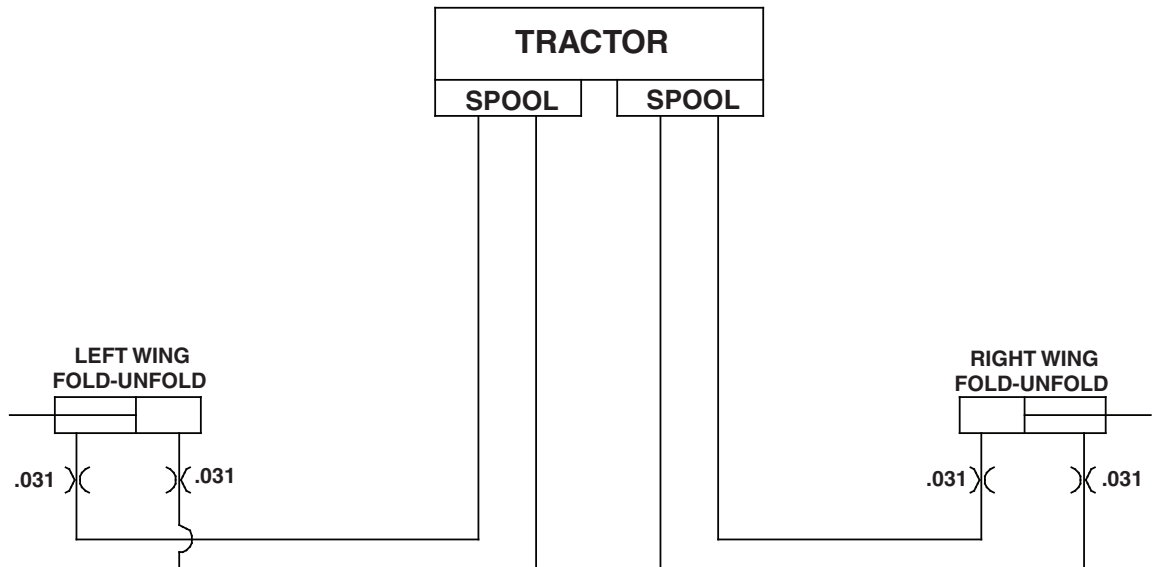 TRACTOR
SPOOL SPOOL
LEFT WING
FOLD-UNFOLD
RIGHT WING
FOLD-UNFOLD
.031 .031 .031 .031